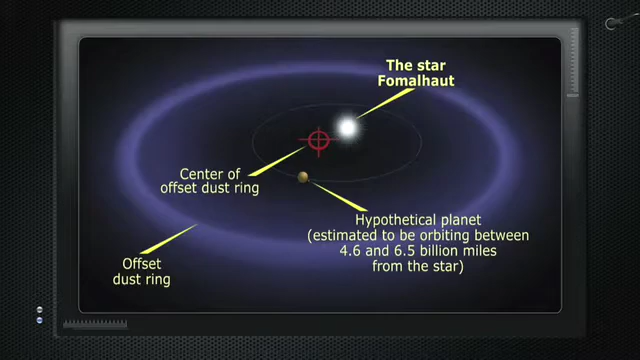 The star
Fomalhaut
Center of
offset dust ring
Hypothetical planet
(estimated to be orbiting between
4.6 and 6.5 billion miles
from the star)
Offset
dust ring